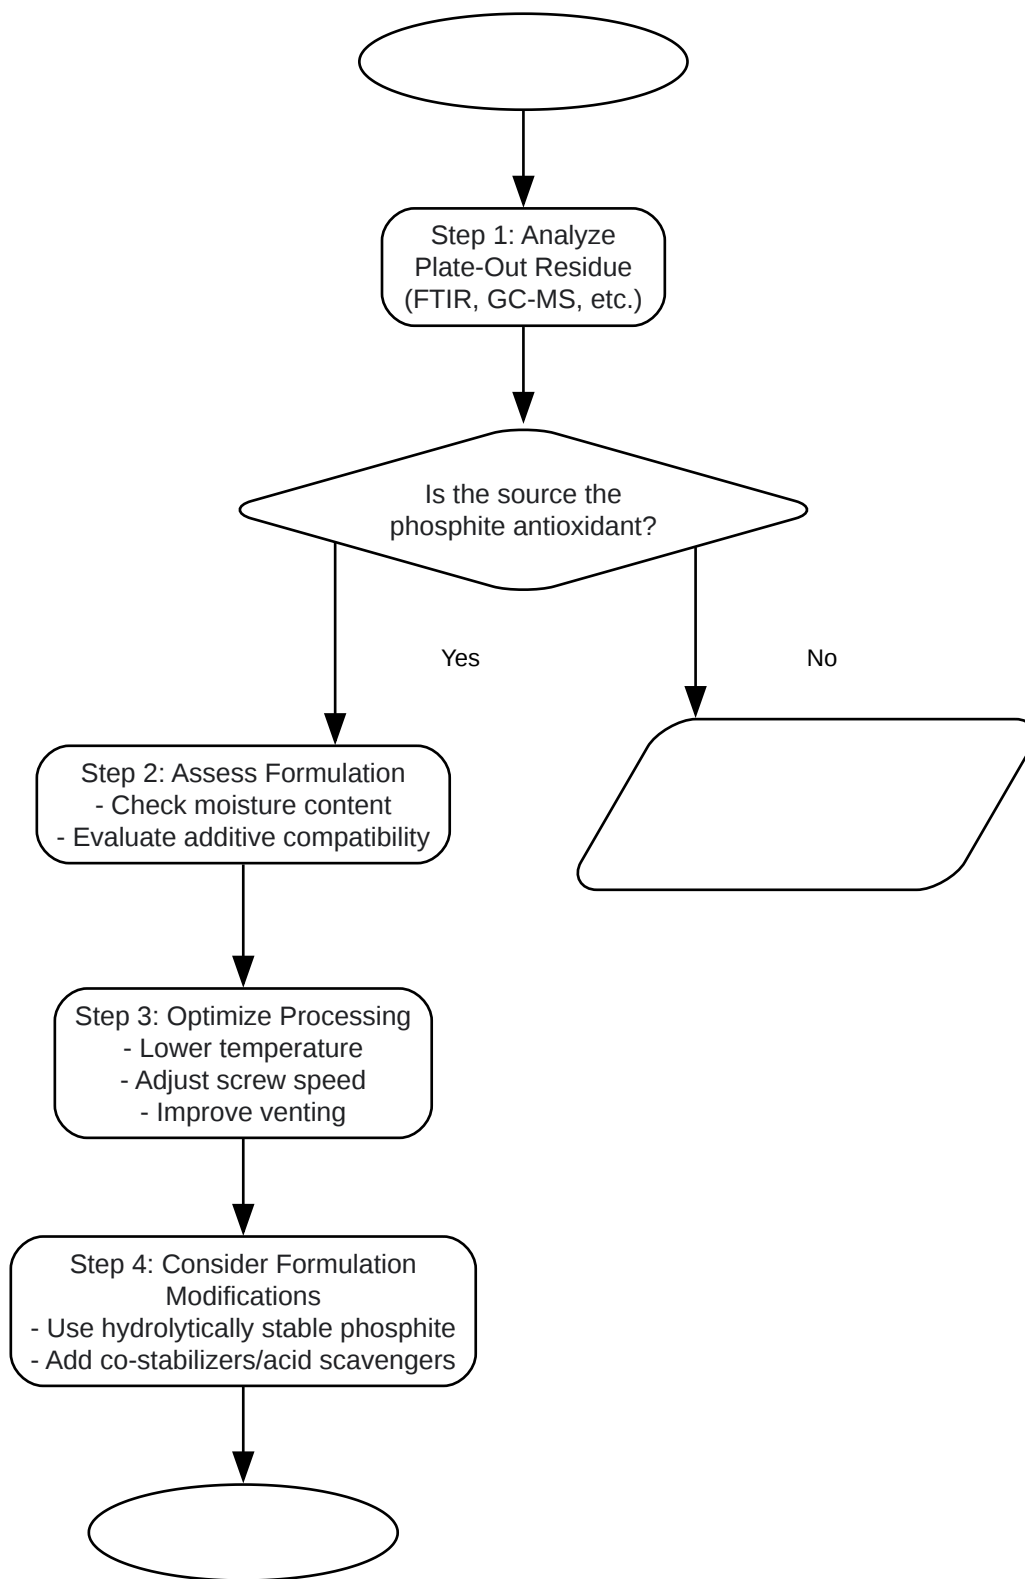 Step 1: Analyze
Plate-Out Residue
(FTIR, GC-MS, etc.)
Is the source the
phosphite antioxidant?
Yes
No
Step 2: Assess Formulation
- Check moisture content
- Evaluate additive compatibility
Step 3: Optimize Processing
- Lower temperature
- Adjust screw speed
- Improve venting
Step 4: Consider Formulation
Modifications
- Use hydrolytically stable phosphite
- Add co-stabilizers/acid scavengers